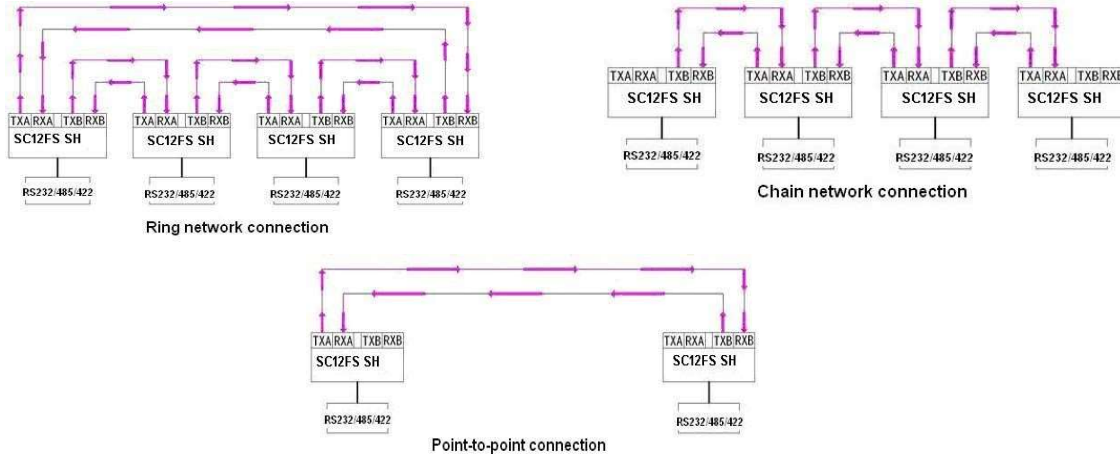 TXA RXA TXB RXB TXA RXA TXB RXB TXA RXA TXB RXB TXA RXA TXB RXB
SC12FS SH SC12FS SH SC12FS SH SC12FS SH
RS232/485/422 RS232/485/422 RS232/485/422 RS232/485/422
Ring network connection
TXA RXA TXB RXB TXA RXA TXB RXB TXA RXA TXB RXB TXA RXA TXB RXB
SC12FS SH SC12FS SH SC12FS SH SC12FS SH
RS232/485/422 RS232/485/422 RS232/485/422 RS232/485/422
Chain network connection
TXA RXA TXB RXB TXA RXA TXB RXB
SC12FS SH SC12FS SH
RS232/485/422 RS232/485/422
Point-to-point connection